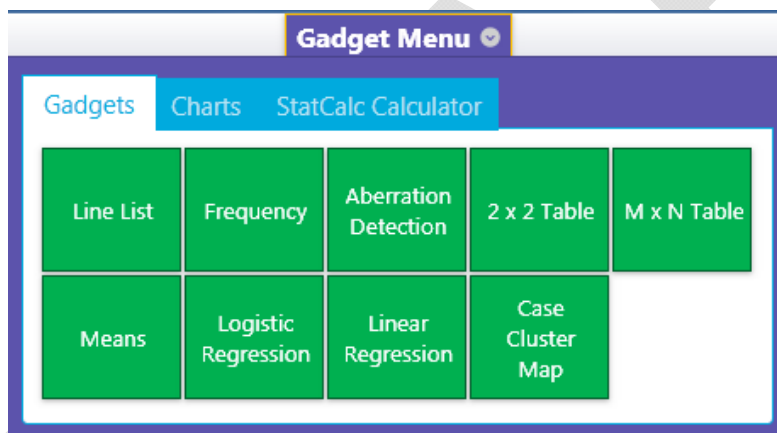 Gadget Menu
Gadgets Charts StatCalc Calculator
Line List
Frequency
Aberration
Detection
2 x 2 Table
M x N Table
Means
Logistic
Regression
Linear
Regression
Case
Cluster
Map